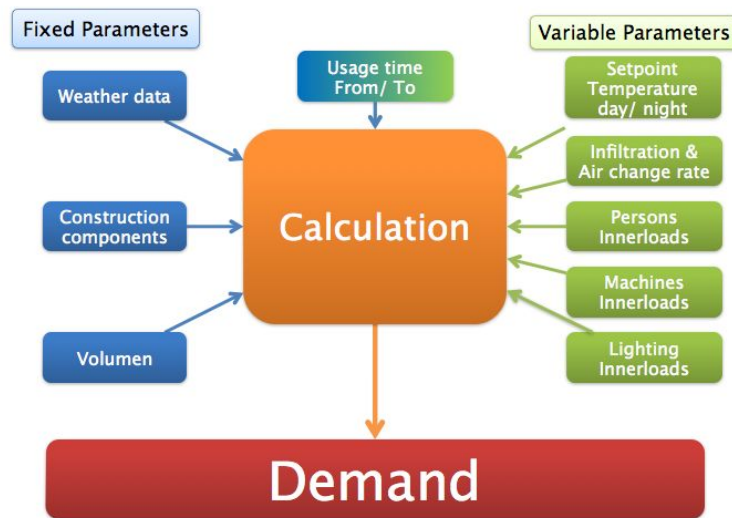 Fixed Parameters
Weather data
Construction
components
Volumen
Usage time
From/ To
Calculation
Variable Parameters
Setpoint
Temperature
day/ night
Infiltration &
Air change rate
Persons
Innerloads
Machines
Innerloads
Lighting
Innerloads
Demand